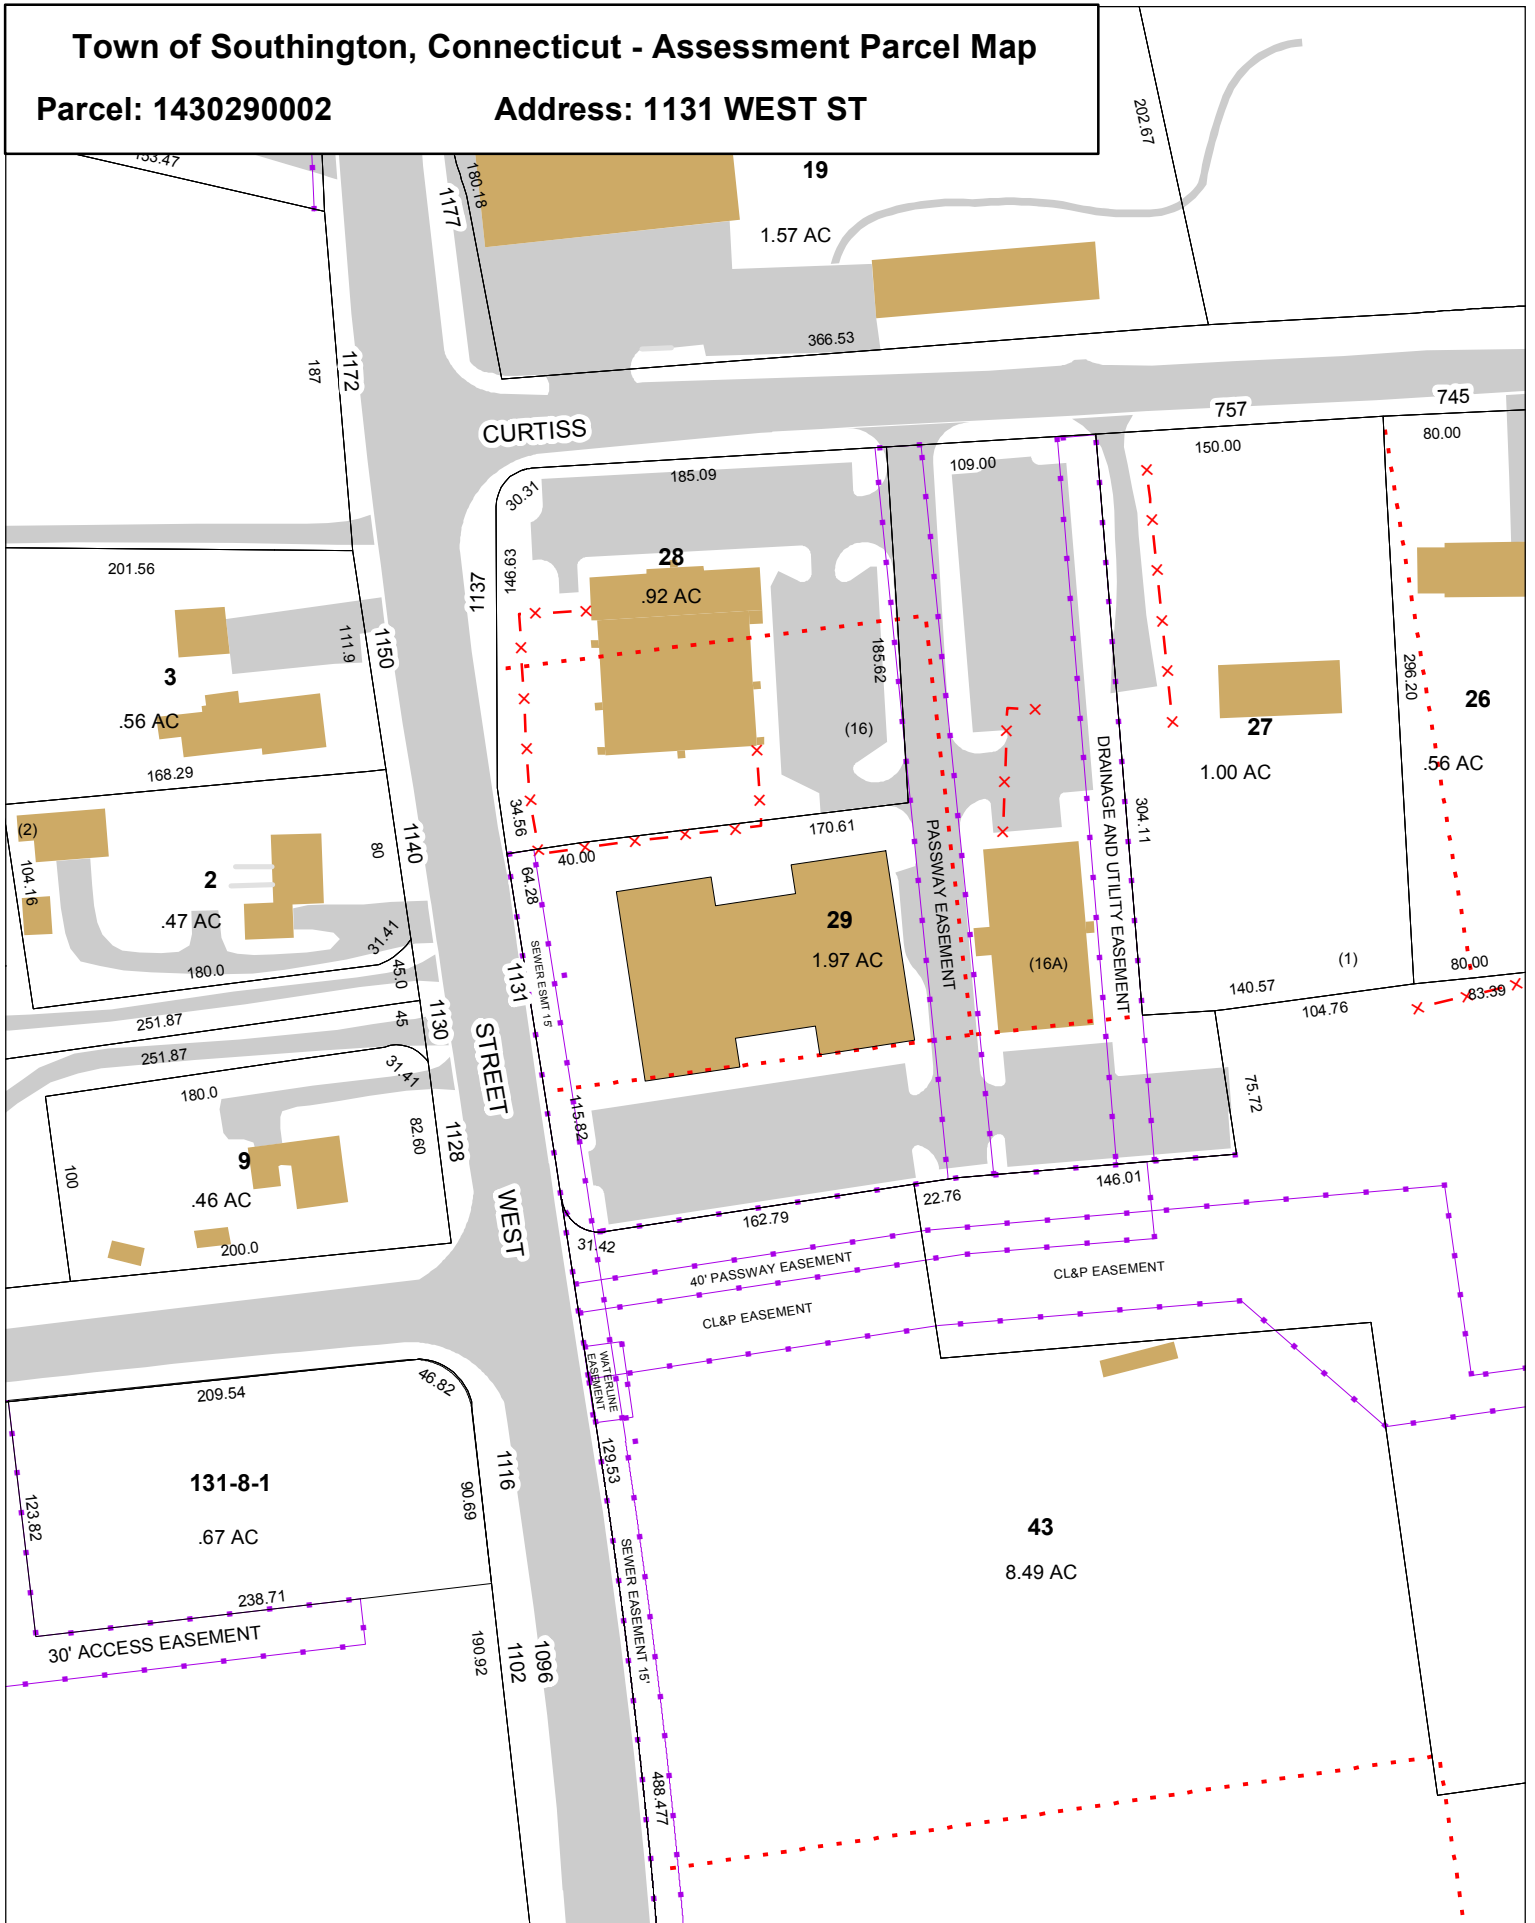 Town of Southington, Connecticut - Assessment Parcel Map
Parcel: 1430290002
Address: 1131 WEST ST
202.67
153.47
180.18
1177
19
1.57 AC
366.53
187
1172
CURTISS
757
745
150.00
80.00
185.09
109.00
30.31
146.63
1137
28
.92 AC
201.56
111.9
1150
3
.56 AC
168.29
185.62
(16)
296.20
26
.56 AC
27
1.00 AC
DRAINAGE AND UTILITY EASEMENT
304.11
34.56
170.61
40.00
PASSWAY EASEMENT
(2)
104.16
80
1140
2
.47 AC
64.28
29
1.97 AC
(16A)
(1)
31.41
180.0
45.0
SEWER ESMT 15'
1131
140.57
80.00
83.39
104.76
251.87
45
1130
251.87
31.41
180.0
STREET
115.82
75.72
82.60
1128
100
9
.46 AC
200.0
WEST
146.01
22.76
162.79
31.42
40' PASSWAY EASEMENT
CL&P EASEMENT
CL&P EASEMENT
WATERLINE
EASEMENT
209.54
46.82
129.53
1116
90.69
131-8-1
.67 AC
123.82
43
8.49 AC
SEWER EASEMENT 15'
238.71
30' ACCESS EASEMENT
190.92
1102
1096
488.477